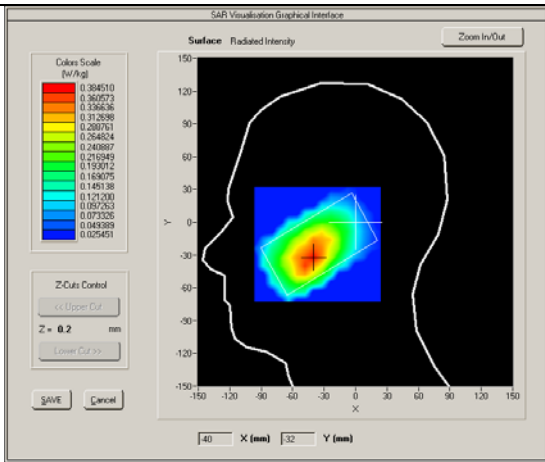 SAR Visualisation Graphical Interface
Surface Radiated Intensity
Zoom In/Out
Colors Scale
(W/kg)
0.384510
0.360573
0.336636
0.312698
0.288761
0.264824
0.240887
0.216949
0.193012
0.169075
0.145138
0.121200
0.097263
0.073326
0.049389
0.025451
Z-Cuts Control
<< Upper Cut
Z = 0.2 mm
Lower Cut >>
SAVE Cancel
150
120
90
60
30
0
-30
-60
-90
-120
-150
Y
-150 -120 -90 -60 -30 0 30 60 90 120 150
X
-40 X (mm) -32 Y (mm)